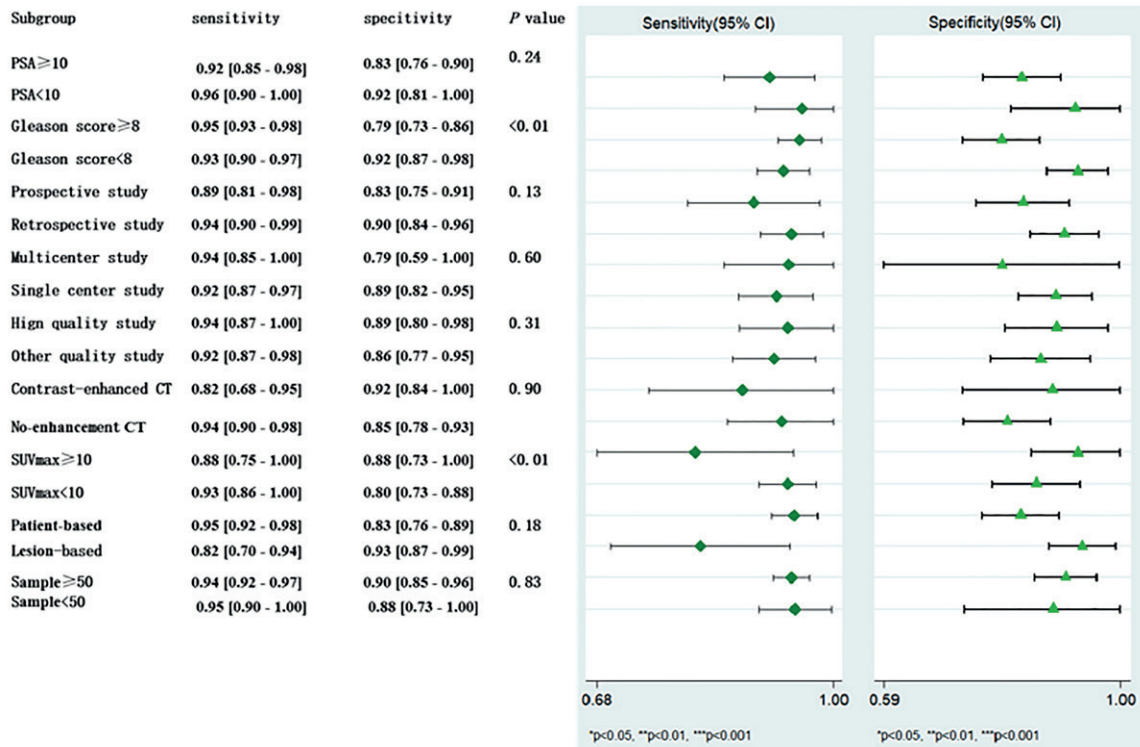 Subgroup sensitivity specitivity P value Sensitivity(95% CI) Specificity(95% CI)
PSA≥10 0.92 [0.85 - 0.98] 0.83 [0.76 - 0.90] 0.24
PSA<10 0.96 [0.90 - 1.00] 0.92 [0.81 - 1.00]
Gleason score≥8 0.95 [0.93 - 0.98] 0.79 [0.73 - 0.86] <0.01
Gleason score<8 0.93 [0.90 - 0.97] 0.92 [0.87 - 0.98]
Prospective study 0.89 [0.81 - 0.98] 0.83 [0.75 - 0.91] 0.13
Retrospective study 0.94 [0.90 - 0.99] 0.90 [0.84 - 0.96]
Multicenter study 0.94 [0.85 - 1.00] 0.79 [0.59 - 1.00] 0.60
Single center study 0.92 [0.87 - 0.97] 0.89 [0.82 - 0.95]
Hign quality study 0.94 [0.87 - 1.00] 0.89 [0.80 - 0.98] 0.31
Other quality study 0.92 [0.87 - 0.98] 0.86 [0.77 - 0.95]
Contrast-enhanced CT 0.82 [0.68 - 0.95] 0.92 [0.84 - 1.00] 0.90
No-enhancement CT 0.94 [0.90 - 0.98] 0.85 [0.78 - 0.93]
SUVmax≥10 0.88 [0.75 - 1.00] 0.88 [0.73 - 1.00] <0.01
SUVmax<10 0.93 [0.86 - 1.00] 0.80 [0.73 - 0.88]
Patient-based 0.95 [0.92 - 0.98] 0.83 [0.76 - 0.89] 0.18
Lesion-based 0.82 [0.70 - 0.94] 0.93 [0.87 - 0.99]
Sample≥50 0.94 [0.92 - 0.97] 0.90 [0.85 - 0.96] 0.83
Sample<50 0.95 [0.90 - 1.00] 0.88 [0.73 - 1.00]
0.68 1.00 0.59 1.00
*p<0.05, **p<0.01, ***p<0.001 *p<0.05, **p<0.01, ***p<0.001